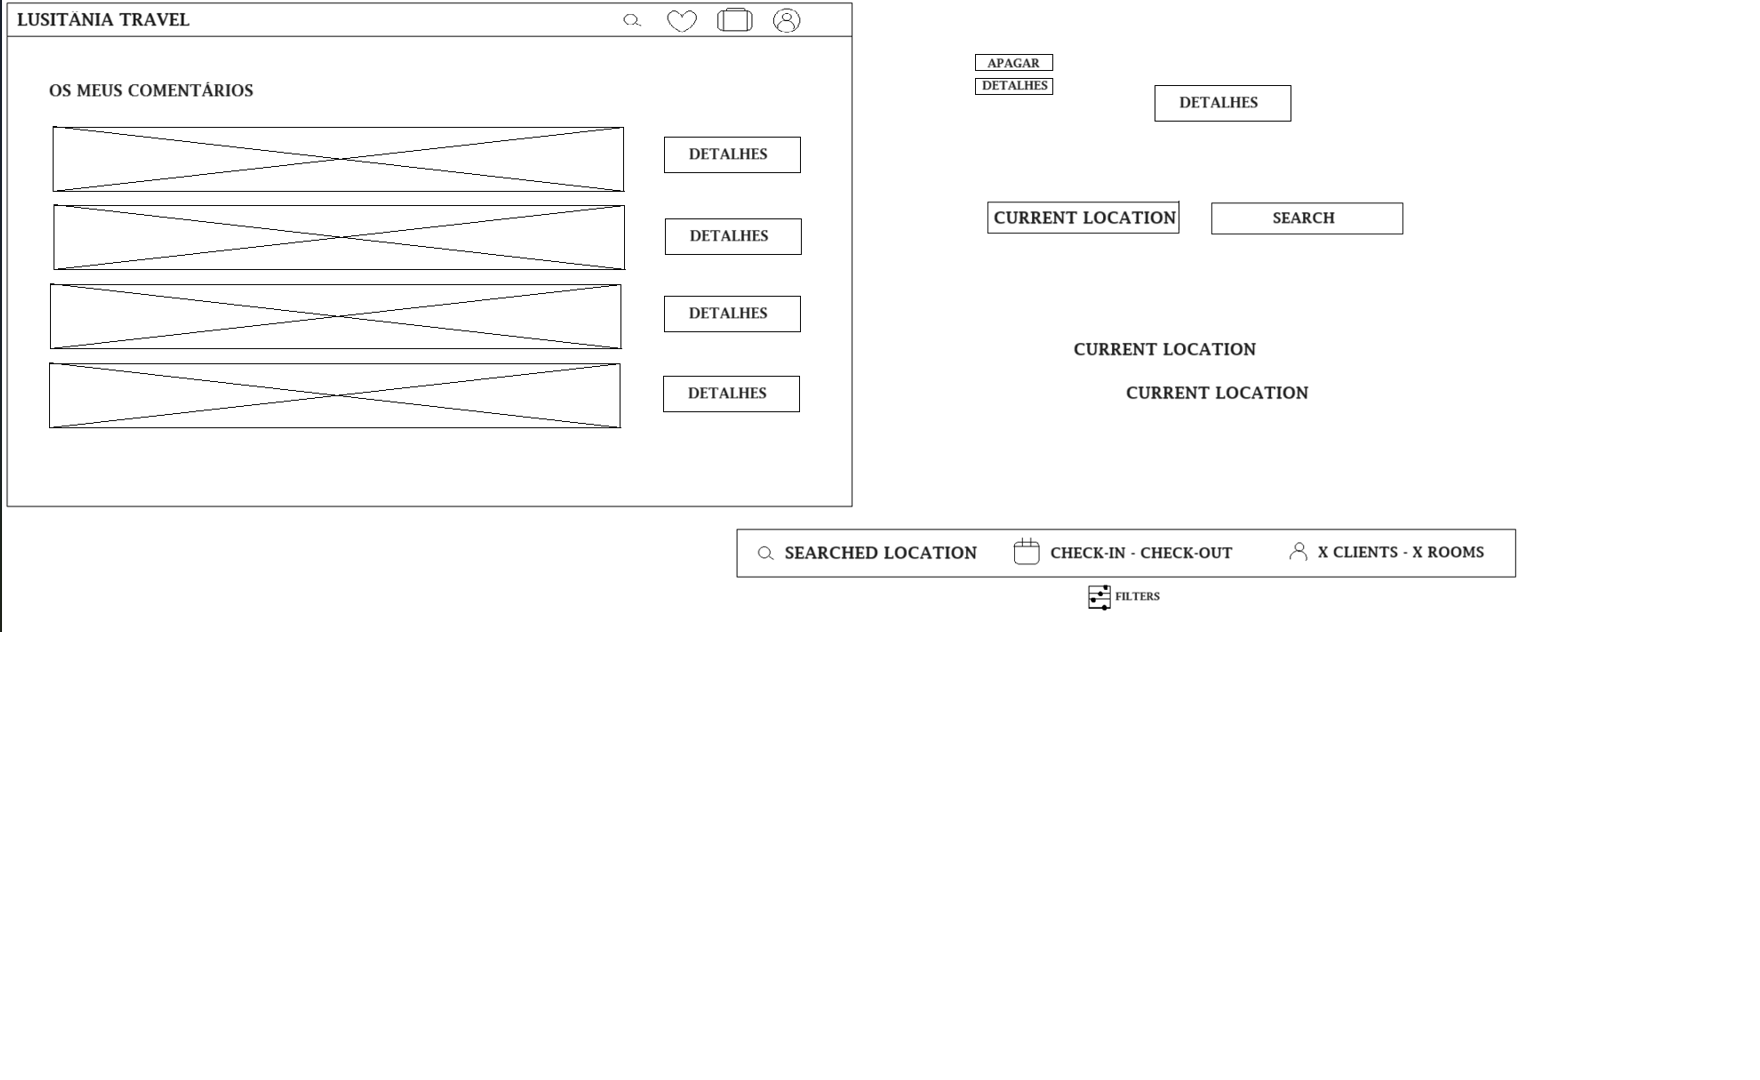 LUSITÂNIA TRAVEL
OS MEUS COMENTÁRIOS
DETALHES
DETALHES
DETALHES
DETALHES
APAGAR
DETALHES
DETALHES
CURRENT LOCATION
SEARCH
CURRENT LOCATION
CURRENT LOCATION
SEARCHED LOCATION
CHECK-IN - CHECK-OUT
X CLIENTS - X ROOMS
FILTERS